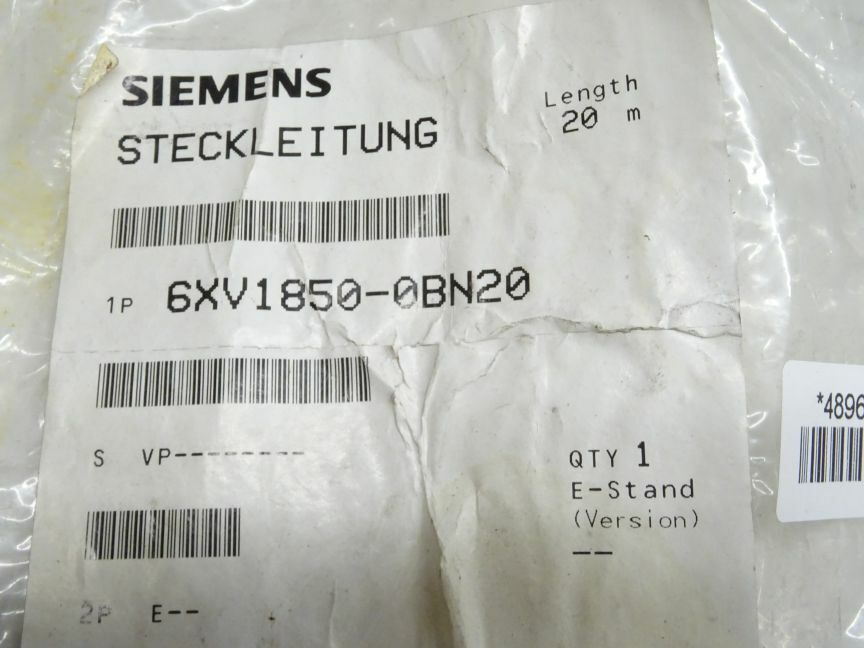 SIEMENS
STECKLEITUNG
Length
20 m
1P 6XV1850-0BN20
S VP--------
QTY 1
E-Stand
(Version)
--
2P E--
*4896